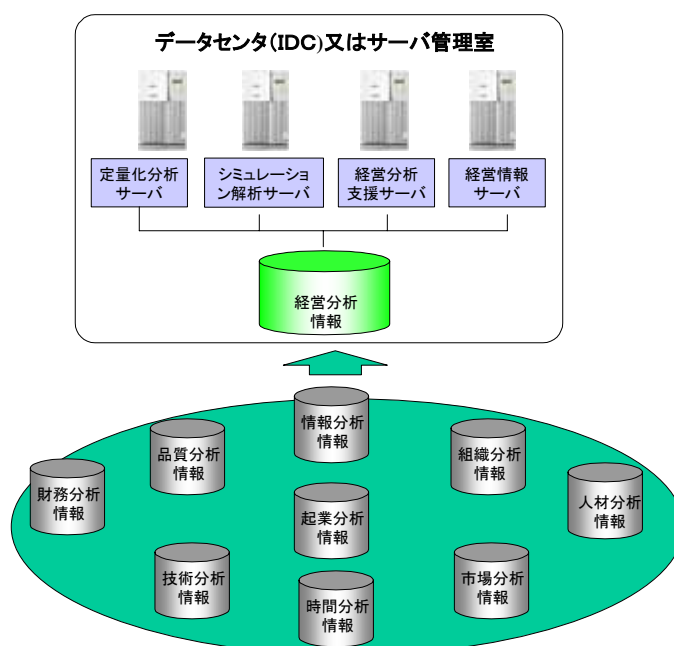 データセンタ(IDC)又はサーバ管理室
定量化分析
サーバ
シミュレーショ
ン解析サーバ
経営分析
支援サーバ
経営情報
サーバ
経営分析
情報
情報分析
情報
品質分析
情報
組織分析
情報
財務分析
情報
人材分析
情報
起業分析
情報
技術分析
情報
市場分析
情報
時間分析
情報